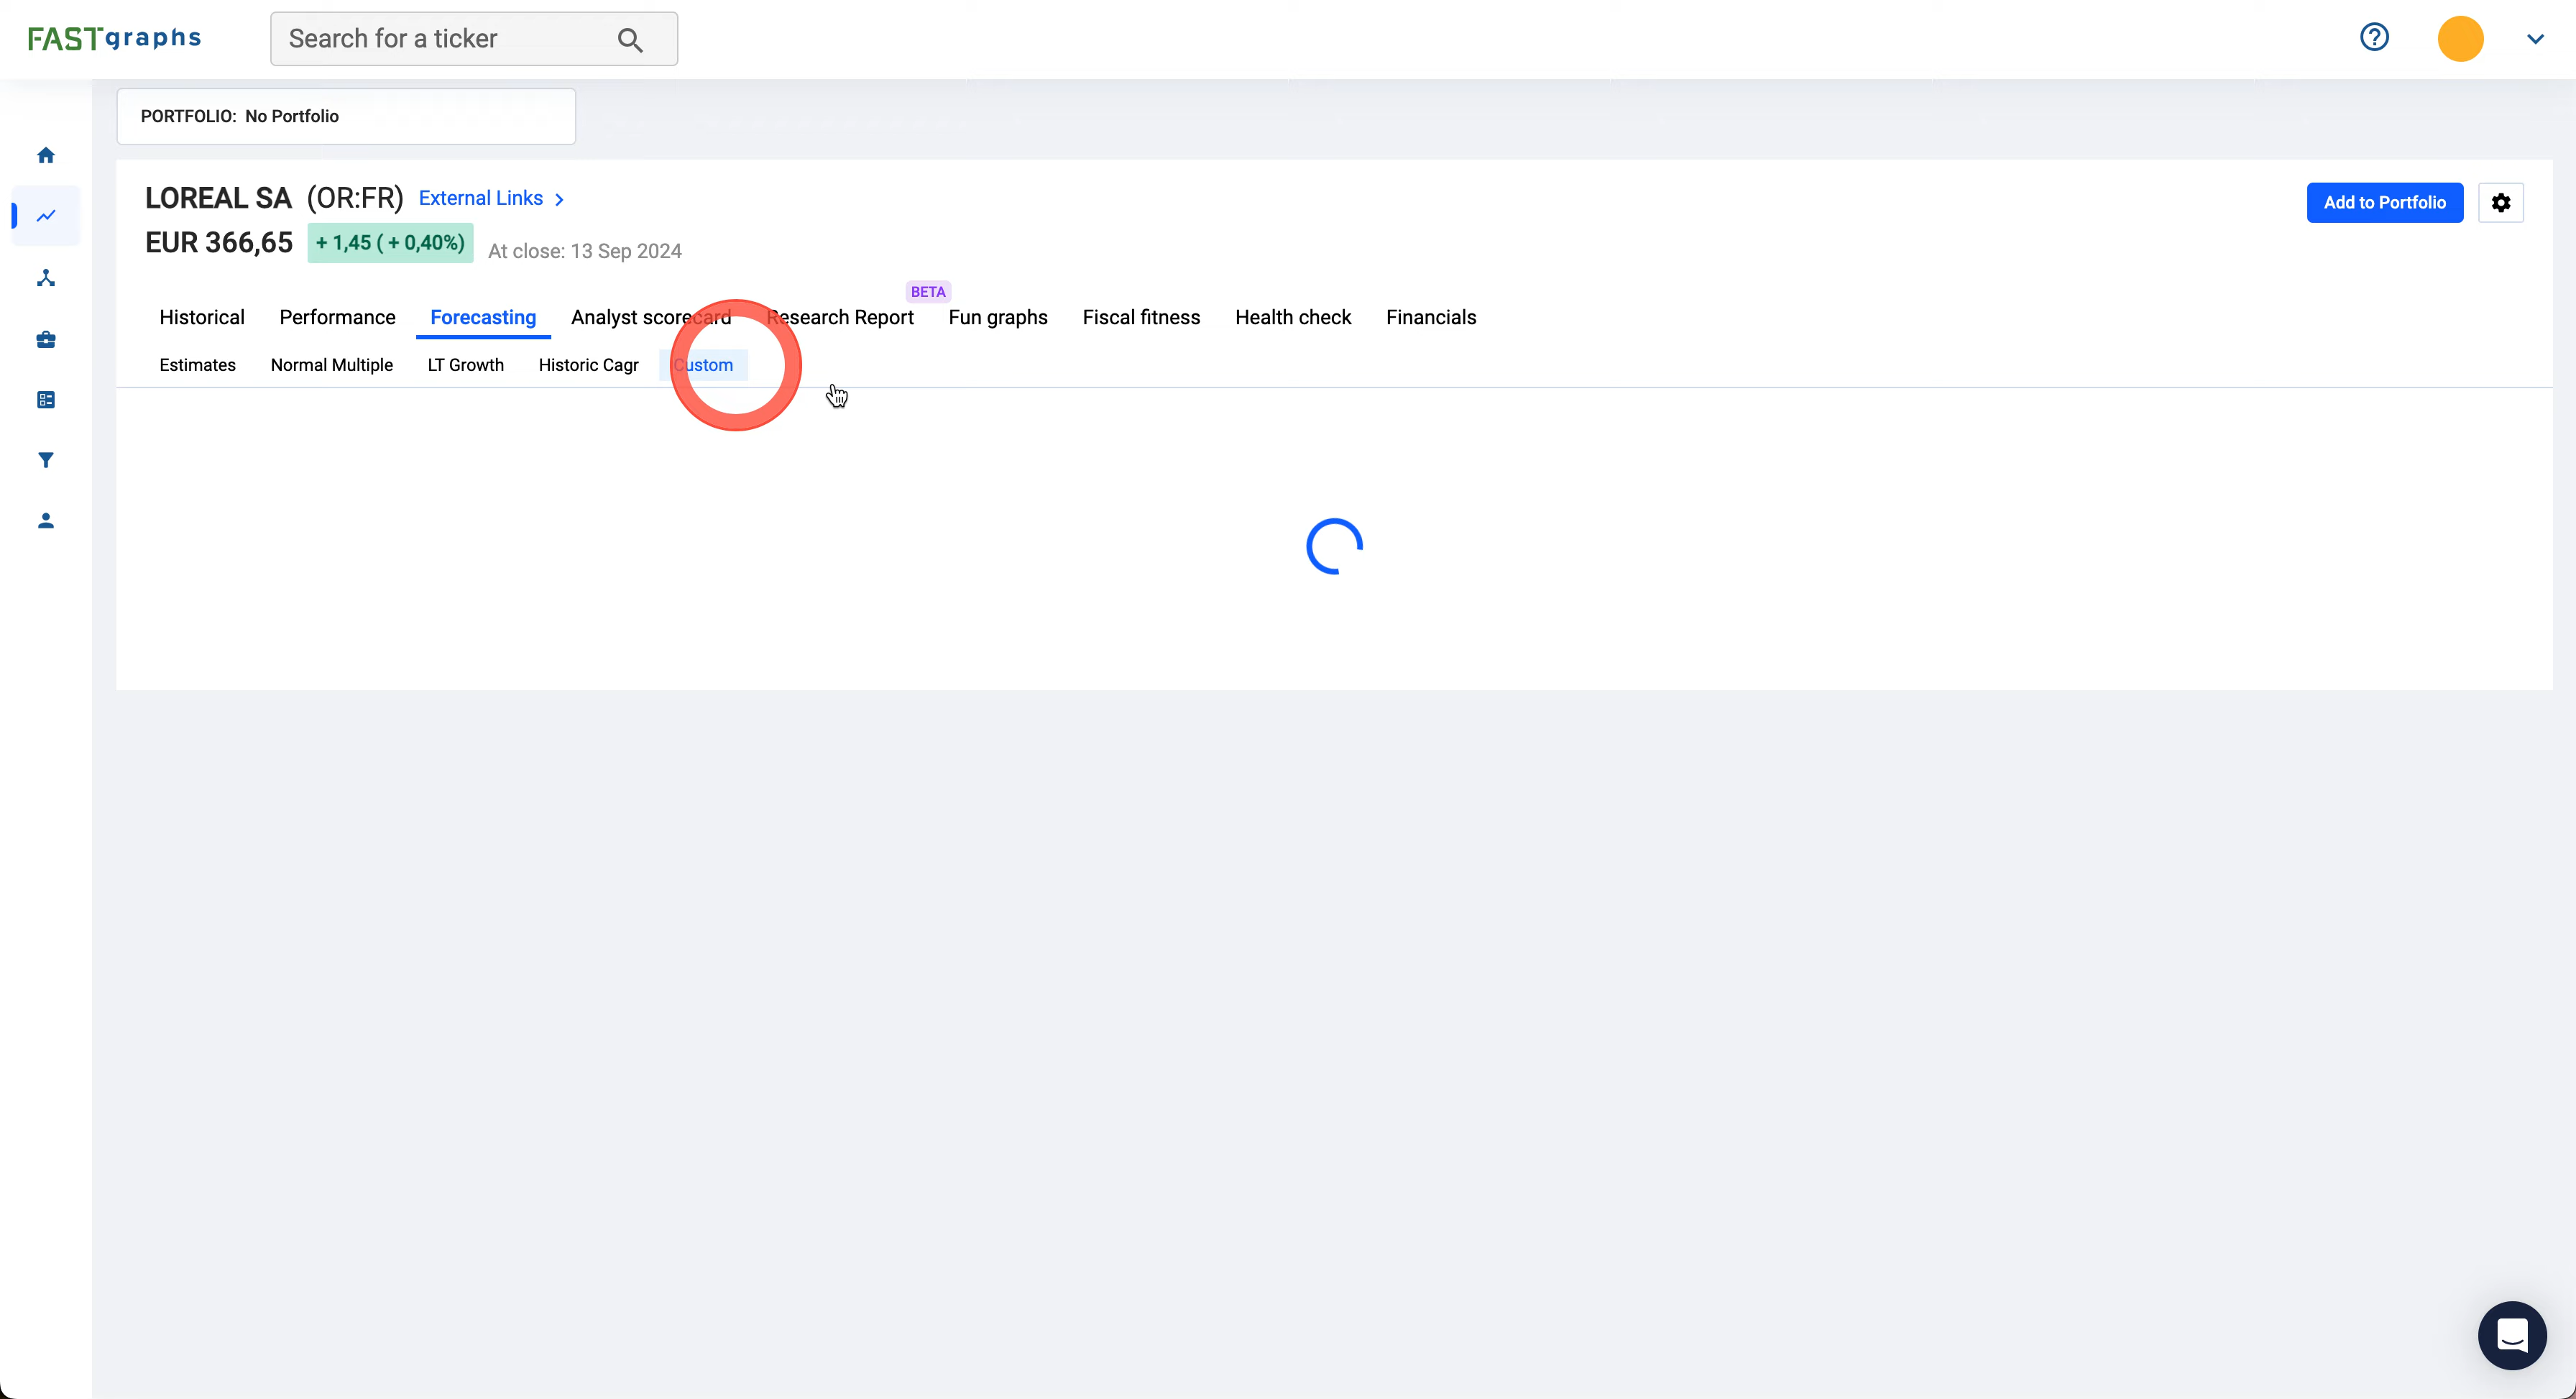 FASTgraphs
Search for a ticker
PORTFOLIO: No Portfolio
LOREAL SA (OR:FR) External Links
Add to Portfolio
EUR 366,65 + 1,45 ( + 0,40%) At close: 13 Sep 2024
BETA
Historical Performance Forecasting Analyst scorecard Research Report Fun graphs Fiscal fitness Health check Financials
Estimates Normal Multiple LT Growth Historic Cagr Custom